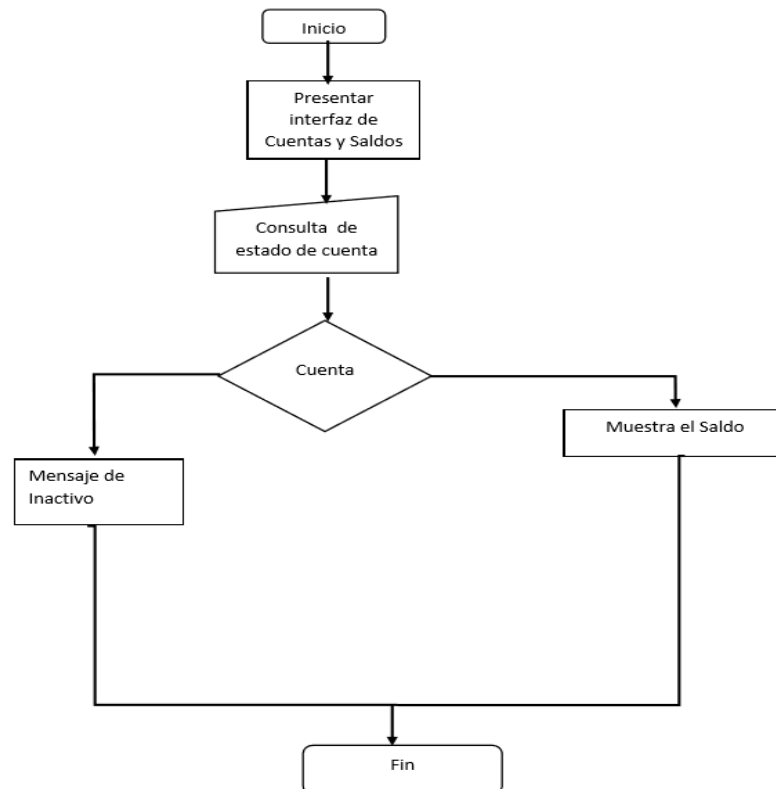 Inicio
Presentar
interfaz de
Cuentas y Saldos
Consulta de
estado de cuenta
Cuenta
Muestra el Saldo
Mensaje de
Inactivo
Fin